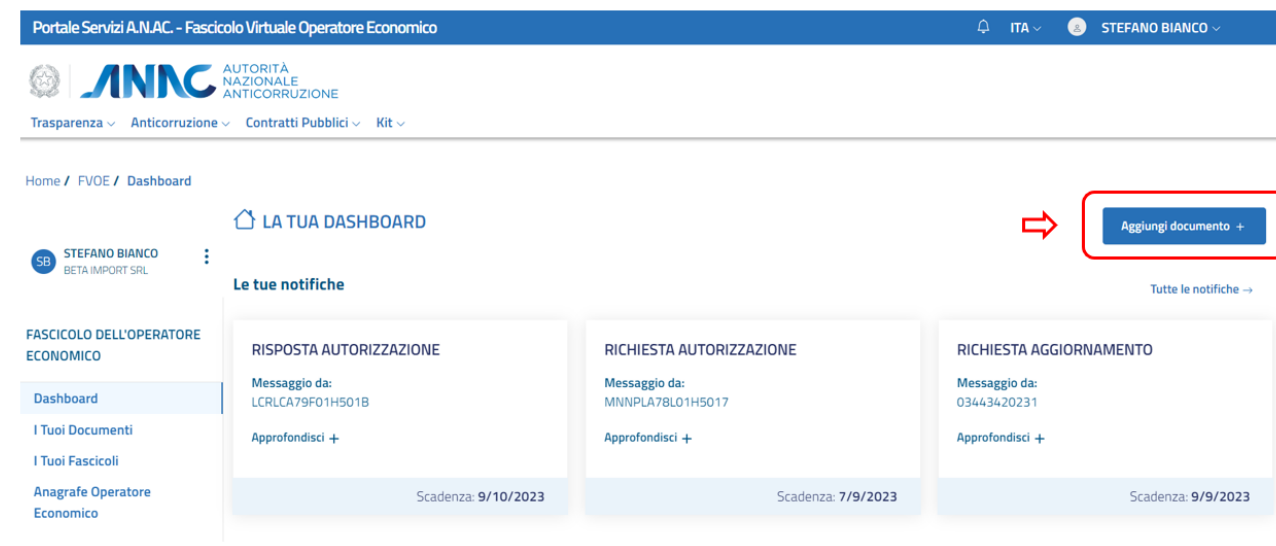 Portale Servizi A.N.AC. - Fascicolo Virtuale Operatore Economico
ITA
STEFANO BIANCO
ANAC
AUTORITÀ
NAZIONALE
ANTICORRUZIONE
Trasparenza Anticorruzione Contratti Pubblici Kit
Home / FVOE / Dashboard
LA TUA DASHBOARD
Aggiungi documento +
SB
STEFANO BIANCO
BETA IMPORT SRL
Le tue notifiche
Tutte le notifiche →
FASCICOLO DELL'OPERATORE
ECONOMICO
Dashboard
I Tuoi Documenti
I Tuoi Fascicoli
Anagrafe Operatore
Economico
RISPOSTA AUTORIZZAZIONE
Messaggio da:
LCRLCA79F01H501B
Approfondisci +
Scadenza: 9/10/2023
RICHIESTA AUTORIZZAZIONE
Messaggio da:
MNNPLA78L01H5017
Approfondisci +
Scadenza: 7/9/2023
RICHIESTA AGGIORNAMENTO
Messaggio da:
03443420231
Approfondisci +
Scadenza: 9/9/2023